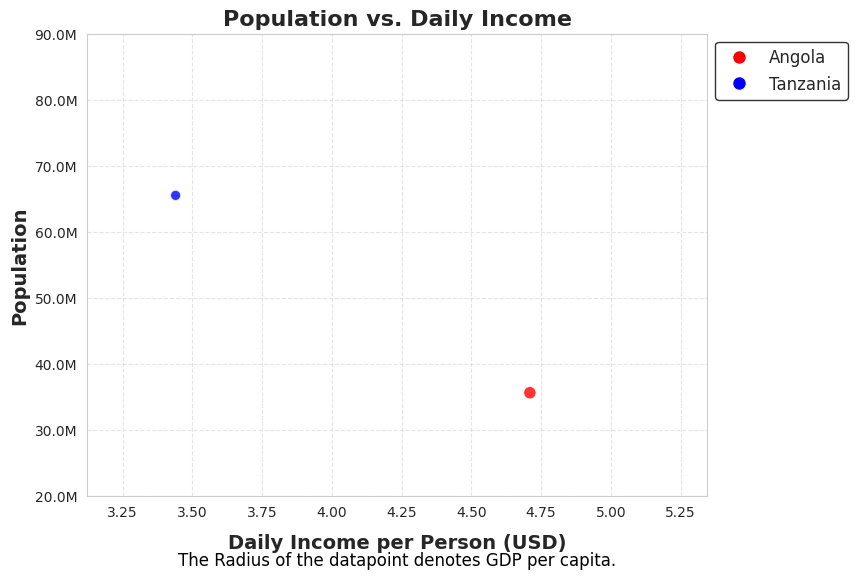 Population vs. Daily Income
90.0M
80.0M
70.0M
60.0M
50.0M
40.0M
30.0M
20.0M
Population
Angola
Tanzania
3.25 3.50 3.75 4.00 4.25 4.50 4.75 5.00 5.25
Daily Income per Person (USD)
The Radius of the datapoint denotes GDP per capita.